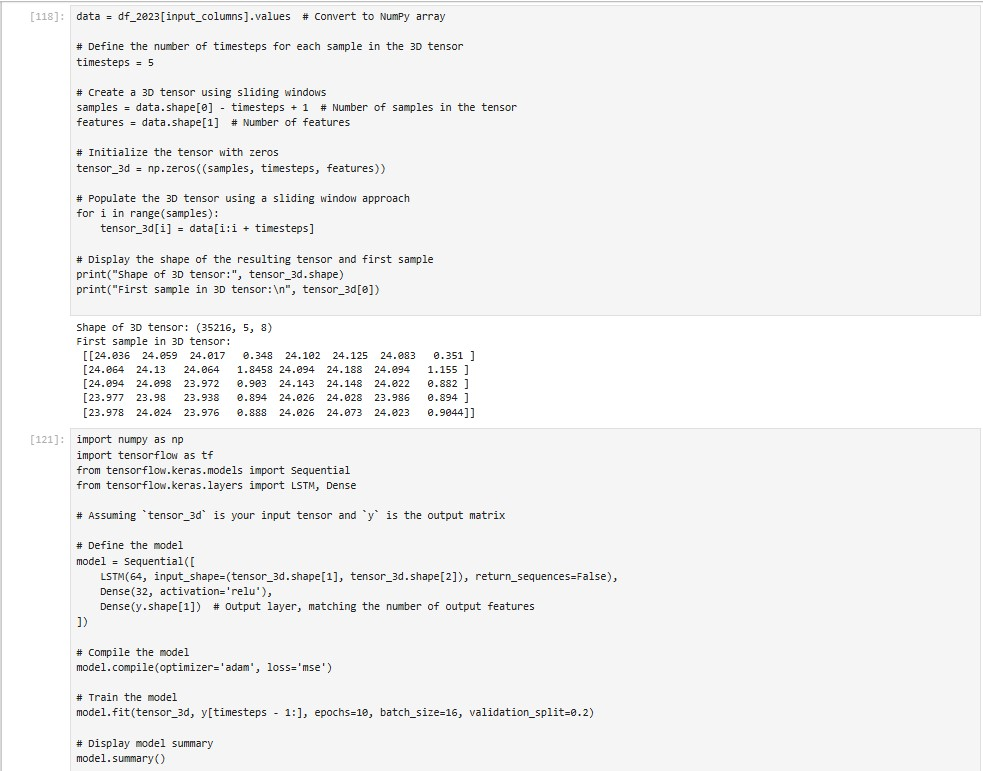 [118]: data = df_2023[input_columns].values  # Convert to NumPy array
# Define the number of timesteps for each sample in the 3D tensor
timesteps = 5
# Create a 3D tensor using sliding windows
samples = data.shape[0] - timesteps + 1  # Number of samples in the tensor
features = data.shape[1]  # Number of features
# Initialize the tensor with zeros
tensor_3d = np.zeros((samples, timesteps, features))
# Populate the 3D tensor using a sliding window approach
for i in range(samples):
    tensor_3d[i] = data[i:i + timesteps]
# Display the shape of the resulting tensor and first sample
print("Shape of 3D tensor:", tensor_3d.shape)
print("First sample in 3D tensor:\n", tensor_3d[0])
Shape of 3D tensor: (35216, 5, 8)
First sample in 3D tensor:
 [[24.036  24.059  24.017   0.348  24.102  24.125  24.083   0.351 ]
 [24.064  24.13   24.064   1.8458 24.094  24.188  24.094   1.155 ]
 [24.094  24.098  23.972   0.903  24.143  24.148  24.022   0.882 ]
 [23.977  23.98   23.938   0.894  24.026  24.028  23.986   0.894 ]
 [23.978  24.024  23.976   0.888  24.026  24.073  24.023   0.9044]]
[121]: import numpy as np
import tensorflow as tf
from tensorflow.keras.models import Sequential
from tensorflow.keras.layers import LSTM, Dense
# Assuming `tensor_3d` is your input tensor and `y` is the output matrix
# Define the model
model = Sequential([
    LSTM(64, input_shape=(tensor_3d.shape[1], tensor_3d.shape[2]), return_sequences=False),
    Dense(32, activation='relu'),
    Dense(y.shape[1])  # Output layer, matching the number of output features
])
# Compile the model
model.compile(optimizer='adam', loss='mse')
# Train the model
model.fit(tensor_3d, y[timesteps - 1:], epochs=10, batch_size=16, validation_split=0.2)
# Display model summary
model.summary()